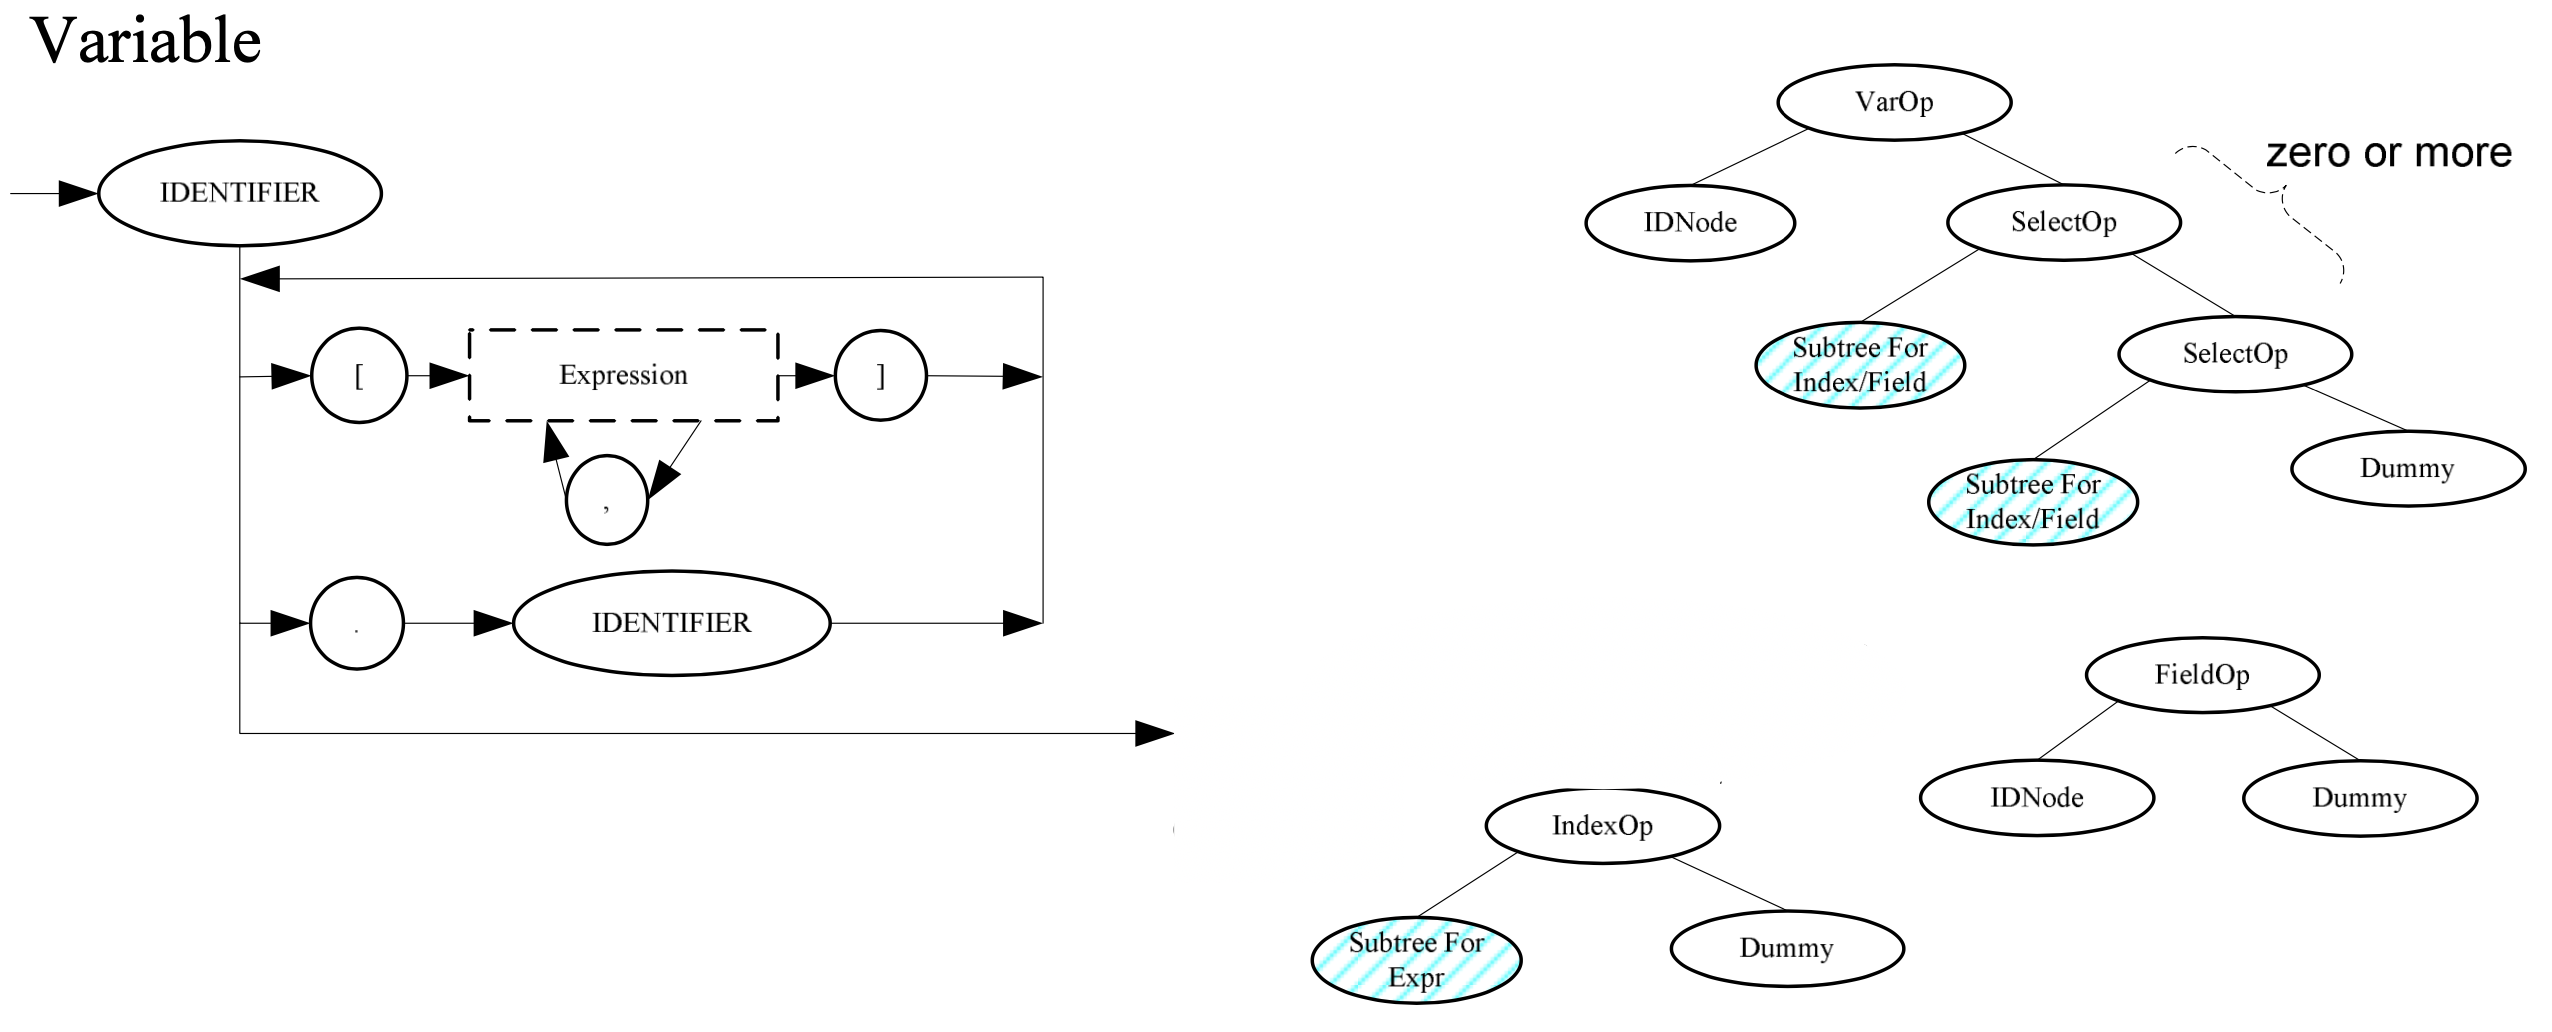 Variable
IDENTIFIER
[
Expression
]
,
.
IDENTIFIER
VarOp
zero or more
IDNode
SelectOp
Subtree For
Index/Field
SelectOp
Subtree For
Index/Field
Dummy
FieldOp
IDNode
Dummy
IndexOp
Subtree For
Expr
Dummy